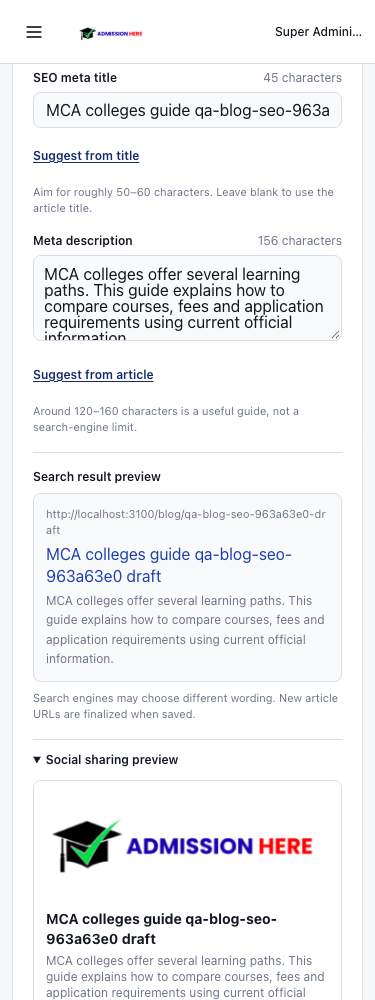 ADMISSION HERE
Super Admini...
SEO meta title
45 characters
MCA colleges guide qa-blog-seo-963a
Suggest from title
Aim for roughly 50–60 characters. Leave blank to use the
article title.
Meta description
156 characters
MCA colleges offer several learning
paths. This guide explains how to
compare courses, fees and application
requirements using current official
information.
Suggest from article
Around 120–160 characters is a useful guide, not a
search-engine limit.
Search result preview
http://localhost:3100/blog/qa-blog-seo-963a63e0-dr
aft
MCA colleges guide qa-blog-seo-
963a63e0 draft
MCA colleges offer several learning paths. This
guide explains how to compare courses, fees and
application requirements using current official
information.
Search engines may choose different wording. New article
URLs are finalized when saved.
▼ Social sharing preview
ADMISSION HERE
MCA colleges guide qa-blog-seo-
963a63e0 draft
MCA colleges offer several learning paths. This
guide explains how to compare courses, fees and
application requirements using current official